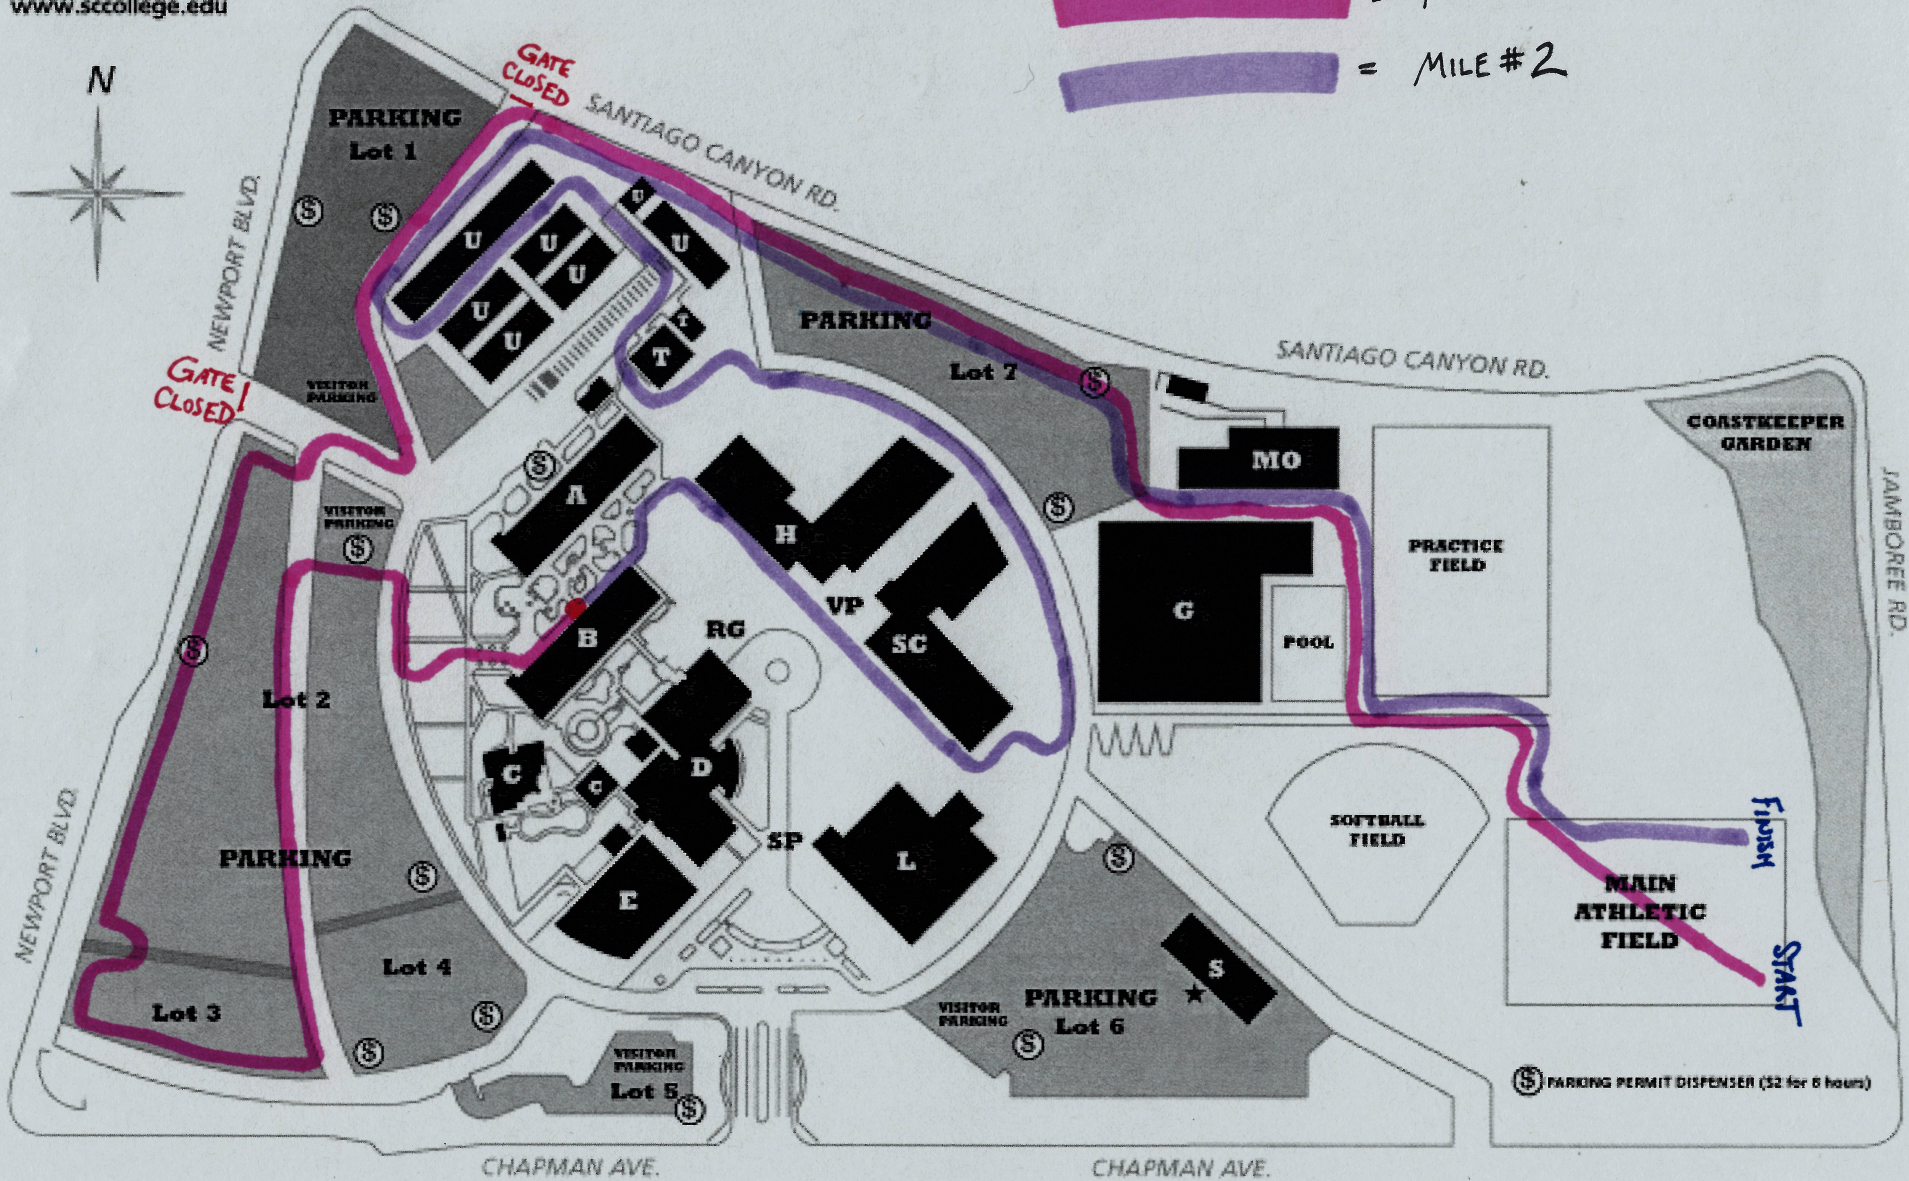 www.sccollege.edu
= MILE #2
N
GATE
CLOSED
SANTIAGO CANYON RD.
PARKING
Lot 1
$
$
NEWPORT BLVD.
U
U
U
U
U
U
U
T
T
PARKING
Lot 7
$
SANTIAGO CANYON RD.
GATE
CLOSED
VISITOR
PARKING
COASTKEEPER
GARDEN
JAMBOREE RD.
MO
$
A
$
VISITOR
PARKING
$
H
PRACTICE
FIELD
VP
G
B
RG
SC
POOL
$
Lot 2
C
C
D
SP
L
E
PARKING
$
SOFTBALL
FIELD
FINISH
MAIN
ATHLETIC
FIELD
START
NEWPORT BLVD.
$
S
Lot 4
Lot 3
$
$
VISITOR
PARKING
PARKING
Lot 6
$
VISITOR
PARKING
Lot 5
$
$ PARKING PERMIT DISPENSER ($2 for 6 hours)
CHAPMAN AVE.
CHAPMAN AVE.